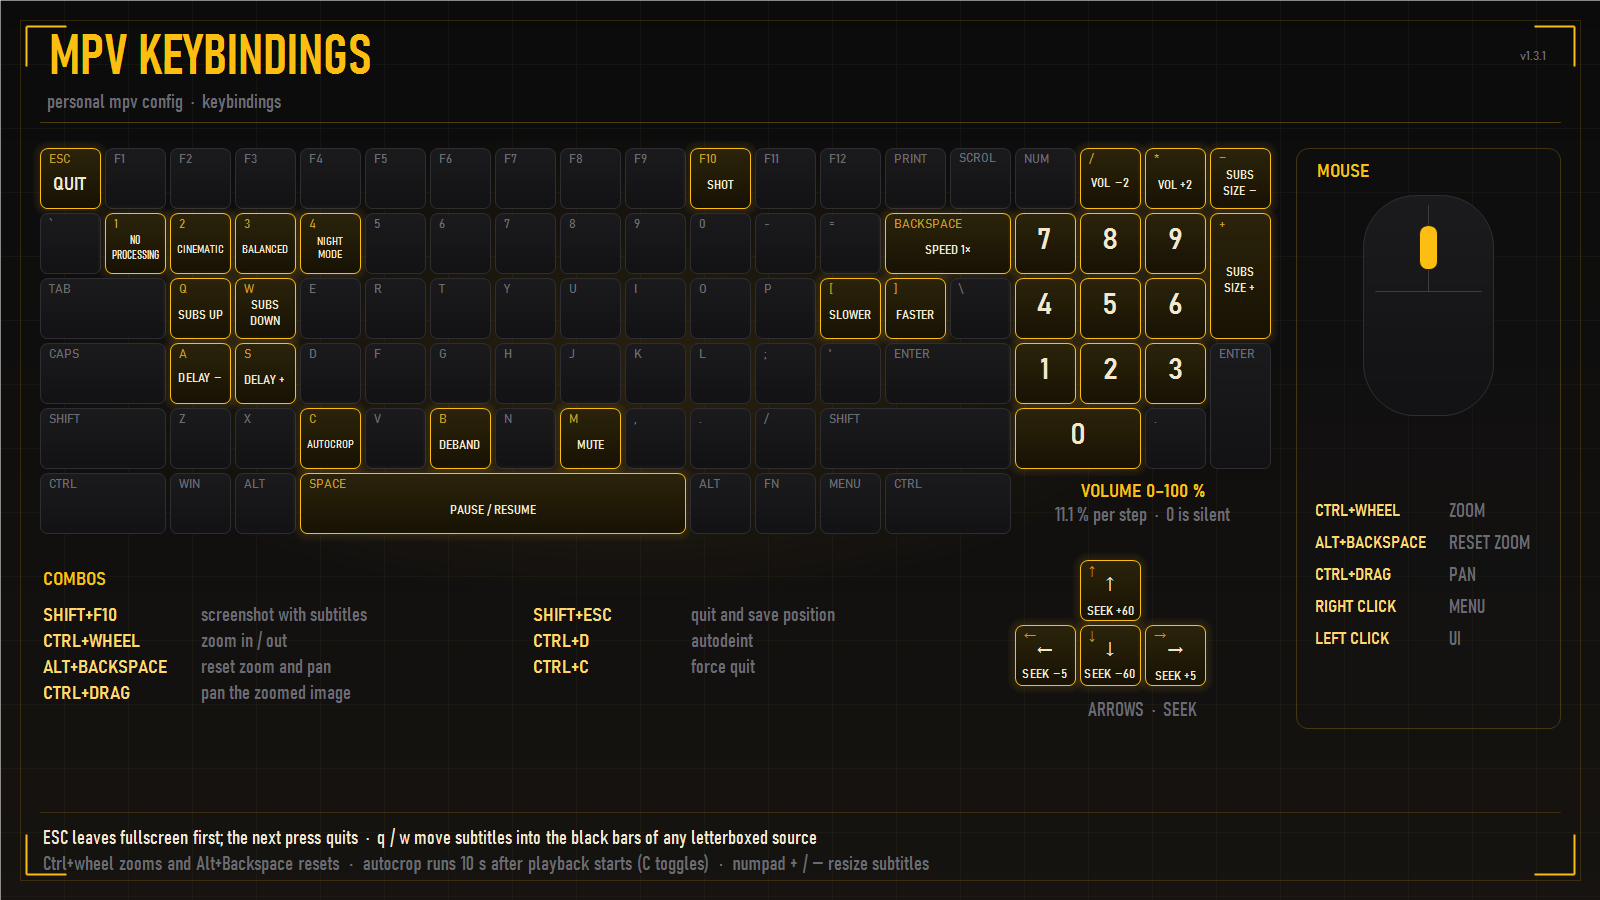 MPV KEYBINDINGS
v1.3.1
personal mpv config · keybindings
ESC F1 F2 F3 F4 F5 F6 F7 F8 F9 F10 F11 F12 PRINT SCROL NUM / * −
QUIT SHOT VOL −2 VOL +2 SUBS
SIZE −
` 1 2 3 4 5 6 7 8 9 0 - = BACKSPACE 7 8 9 +
NO
PROCESSING CINEMATIC BALANCED NIGHT
MODE SPEED 1×
SUBS
SIZE +
TAB Q W E R T Y U I O P [ ] \ 4 5 6
SUBS UP SUBS
DOWN SLOWER FASTER
CAPS A S D F G H J K L ; ' ENTER 1 2 3 ENTER
DELAY − DELAY +
SHIFT Z X C V B N M , . / SHIFT 0 .
AUTOCROP DEBAND MUTE
CTRL WIN ALT SPACE ALT FN MENU CTRL
PAUSE / RESUME
VOLUME 0–100 %
11.1 % per step · 0 is silent
↑
↑
SEEK +60
← ↓ →
← ↓ →
SEEK −5 SEEK −60 SEEK +5
ARROWS · SEEK
COMBOS
SHIFT+F10 screenshot with subtitles
CTRL+WHEEL zoom in / out
ALT+BACKSPACE reset zoom and pan
CTRL+DRAG pan the zoomed image
SHIFT+ESC quit and save position
CTRL+D autodeint
CTRL+C force quit
MOUSE
CTRL+WHEEL ZOOM
ALT+BACKSPACE RESET ZOOM
CTRL+DRAG PAN
RIGHT CLICK MENU
LEFT CLICK UI
ESC leaves fullscreen first; the next press quits · q / w move subtitles into the black bars of any letterboxed source
Ctrl+wheel zooms and Alt+Backspace resets · autocrop runs 10 s after playback starts (C toggles) · numpad + / − resize subtitles